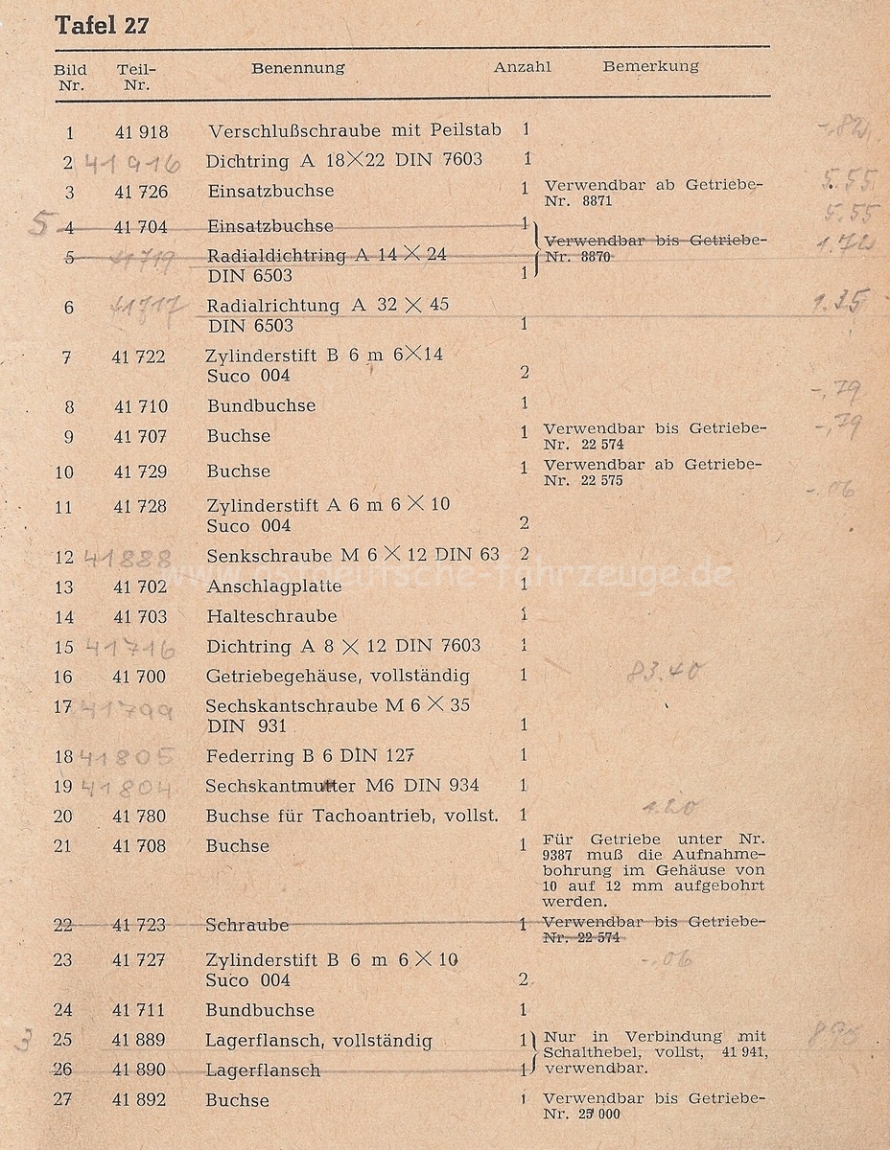 Tafel 27
Bild Teil- Benennung Anzahl Bemerkung
Nr. Nr.
1 41 918 Verschlußschraube mit Peilstab 1 -.82
2 41916 Dichtring A 18×22 DIN 7603 1
3 41 726 Einsatzbuchse 1 Verwendbar ab Getriebe- 5.55
Nr. 8871
5 4 41 704 Einsatzbuchse 1 5.55
5 41719 Radialdichtring A 14 × 24 Verwendbar bis Getriebe- 1.72
DIN 6503 1 Nr. 8870
6 41717 Radialrichtung A 32 × 45 1.35
DIN 6503 1
7 41 722 Zylinderstift B 6 m 6×14
Suco 004 2
8 41 710 Bundbuchse 1 -.79
9 41 707 Buchse 1 Verwendbar bis Getriebe- -.79
Nr. 22 574
10 41 729 Buchse 1 Verwendbar ab Getriebe-
Nr. 22 575
11 41 728 Zylinderstift A 6 m 6 × 10 -.06
Suco 004 2
12 41888 Senkschraube M 6 × 12 DIN 63 2
13 41 702 Anschlagplatte 1
14 41 703 Halteschraube 1
15 41716 Dichtring A 8 × 12 DIN 7603 1
16 41 700 Getriebegehäuse, vollständig 1 83.40
17 41799 Sechskantschraube M 6 × 35
DIN 931 1
18 41805 Federring B 6 DIN 127 1
19 41804 Sechskantmutter M6 DIN 934 1
20 41 780 Buchse für Tachoantrieb, vollst. 1 1.20
21 41 708 Buchse 1 Für Getriebe unter Nr.
9387 muß die Aufnahme-
bohrung im Gehäuse von
10 auf 12 mm aufgebohrt
werden.
22 41 723 Schraube 1 Verwendbar bis Getriebe-
Nr. 22 574
23 41 727 Zylinderstift B 6 m 6 × 10 -.06
Suco 004 2
24 41 711 Bundbuchse 1
3 25 41 889 Lagerflansch, vollständig 1 Nur in Verbindung mit
Schalthebel, vollst, 41 941,
26 41 890 Lagerflansch 1 verwendbar.
27 41 892 Buchse 1 Verwendbar bis Getriebe-
Nr. 25 000